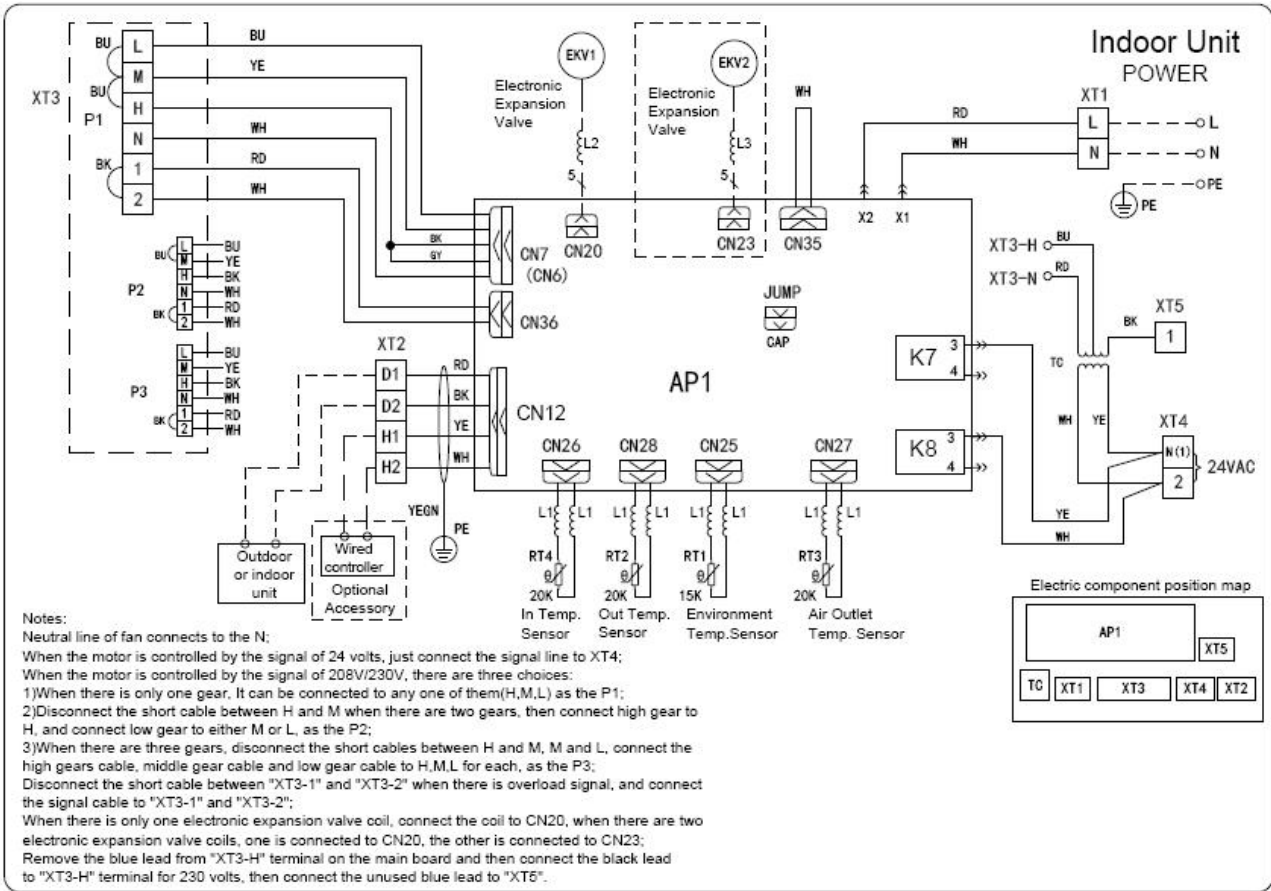 Indoor Unit
POWER
XT3
P1
BU
BU
BK
L
M
H
N
1
2
BU
YE
WH
RD
WH
EKV1
Electronic
Expansion
Valve
L2
5
CN20
EKV2
Electronic
Expansion
Valve
L3
5
CN23
WH
CN35
RD
WH
X2
X1
XT1
L
N
L
N
PE
PE
BK
GY
CN7
(CN6)
CN36
P2
BU
BK
L
M
H
N
1
2
BU
YE
BK
WH
RD
WH
P3
BK
L
M
H
N
1
2
BU
YE
BK
WH
RD
WH
XT2
D1
D2
H1
H2
RD
BK
YE
WH
CN12
YEGN
PE
Outdoor
or indoor
unit
Wired
controller
Optional
Accessory
JUMP
CAP
AP1
K7
3
4
K8
3
4
XT3-H
BU
XT3-N
RD
TC
BK
XT5
1
WH
YE
XT4
N(1)
2
24VAC
YE
WH
CN26
CN28
CN25
CN27
L1
L1
L1
L1
L1
L1
L1
L1
RT4
RT2
RT1
RT3
θ
θ
θ
θ
20K
20K
15K
20K
In Temp.
Sensor
Out Temp.
Sensor
Environment
Temp.Sensor
Air Outlet
Temp. Sensor
Electric component position map
AP1
XT5
TC
XT1
XT3
XT4
XT2
Notes:
Neutral line of fan connects to the N;
When the motor is controlled by the signal of 24 volts, just connect the signal line to XT4;
When the motor is controlled by the signal of 208V/230V, there are three choices:
1)When there is only one gear, It can be connected to any one of them(H,M,L) as the P1;
2)Disconnect the short cable between H and M when there are two gears, then connect high gear to
H, and connect low gear to either M or L, as the P2;
3)When there are three gears, disconnect the short cables between H and M, M and L, connect the
high gears cable, middle gear cable and low gear cable to H,M,L for each, as the P3;
Disconnect the short cable between "XT3-1" and "XT3-2" when there is overload signal, and connect
the signal cable to "XT3-1" and "XT3-2";
When there is only one electronic expansion valve coil, connect the coil to CN20, when there are two
electronic expansion valve coils, one is connected to CN20, the other is connected to CN23;
Remove the blue lead from "XT3-H" terminal on the main board and then connect the black lead
to "XT3-H" terminal for 230 volts, then connect the unused blue lead to "XT5".